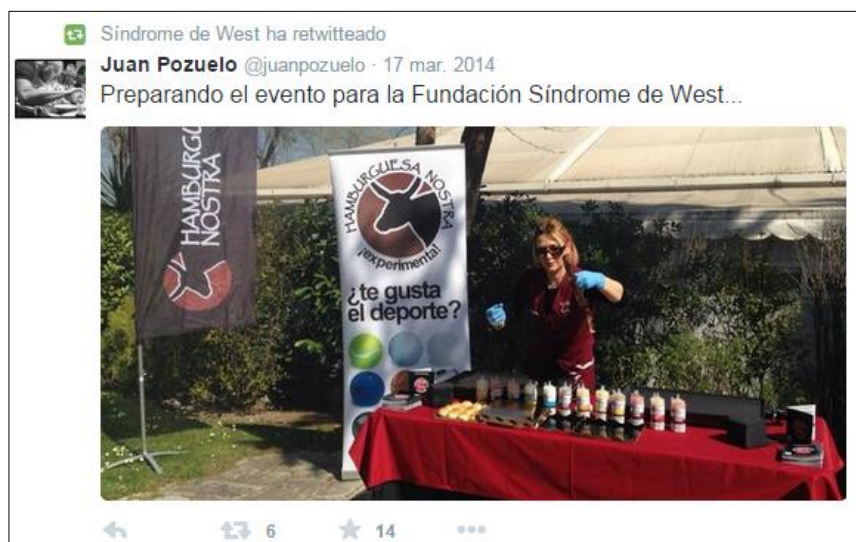 Síndrome de West ha retwitteado
Juan Pozuelo @juanpozuelo · 17 mar. 2014
Preparando el evento para la Fundación Síndrome de West...
HAMBURGUESA NOSTRA
HAMBURGUESA NOSTRA
¡experimenta!
¿te gusta
el deporte?
6
14